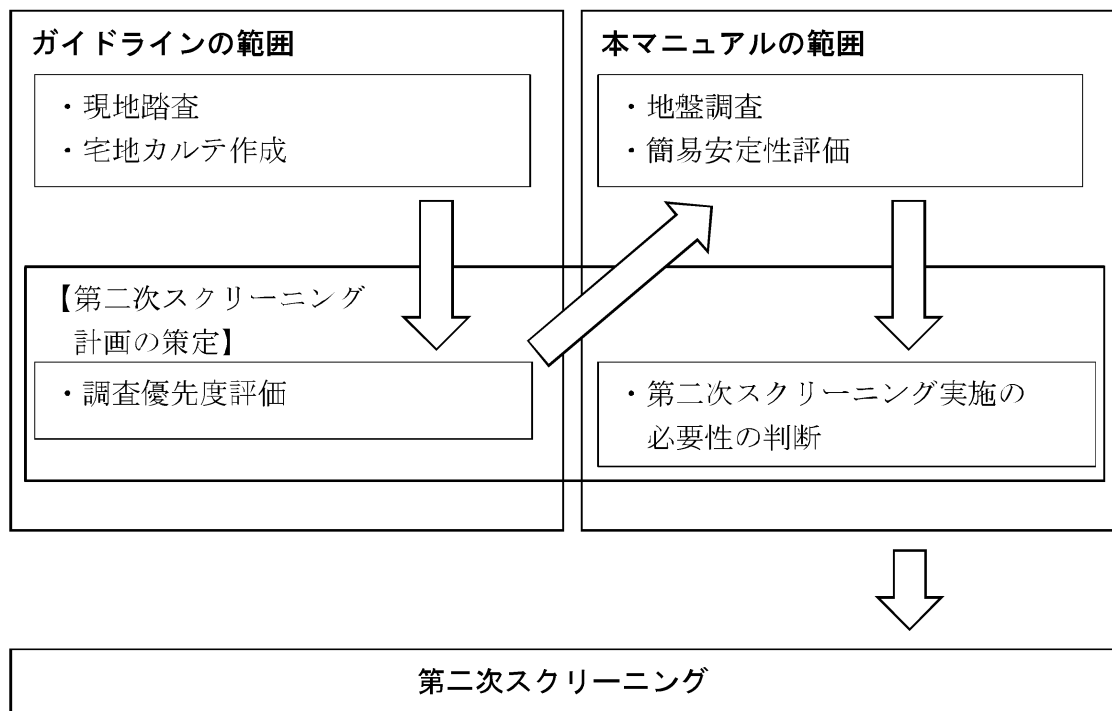 ガイドラインの範囲
・現地踏査
・宅地カルテ作成
【第二次スクリーニング
計画の策定】
・調査優先度評価
本マニュアルの範囲
・地盤調査
・簡易安定性評価
・第二次スクリーニング実施の
必要性の判断
第二次スクリーニング